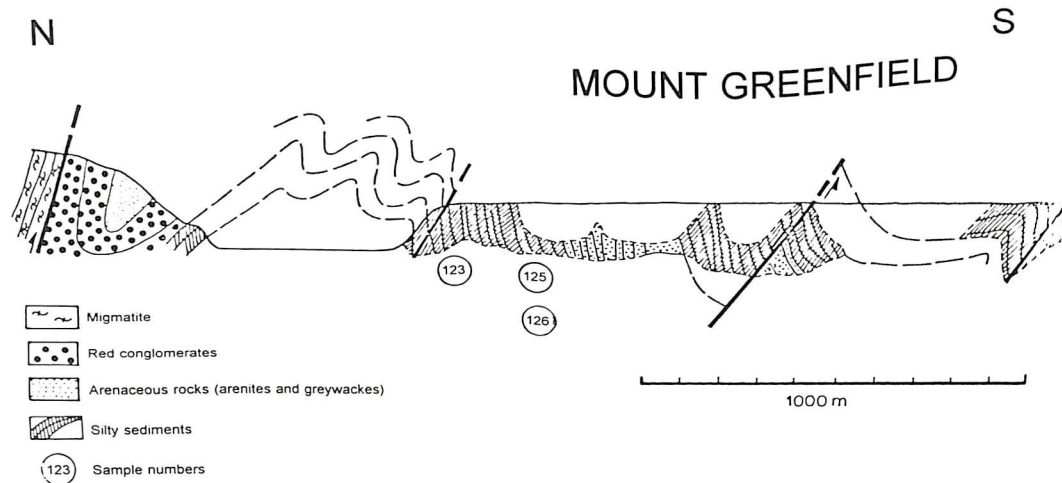 N
S
MOUNT GREENFIELD
123
125
126
1000 m
Migmatite
Red conglomerates
Arenaceous rocks (arenites and greywackes)
Silty sediments
123 Sample numbers